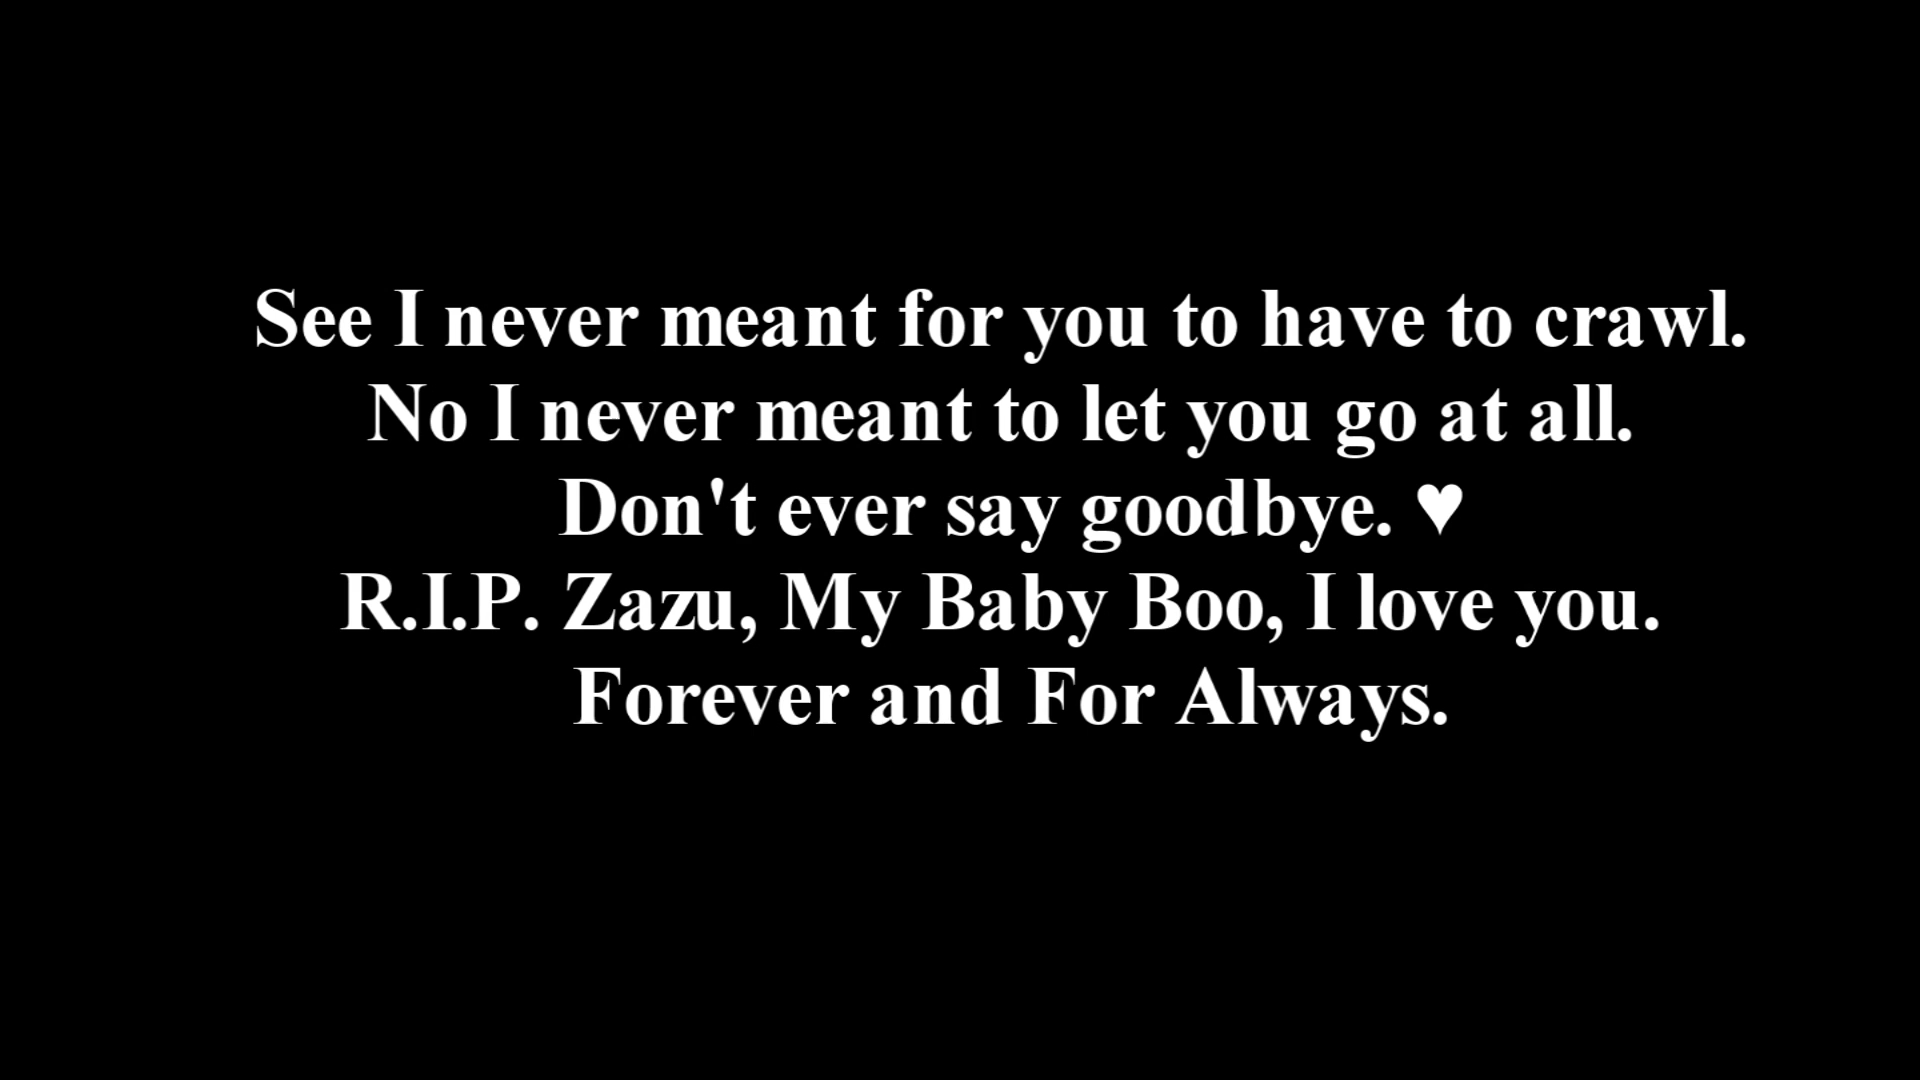 See I never meant for you to have to crawl.
No I never meant to let you go at all.
Don't ever say goodbye. ♥
R.I.P. Zazu, My Baby Boo, I love you.
Forever and For Always.